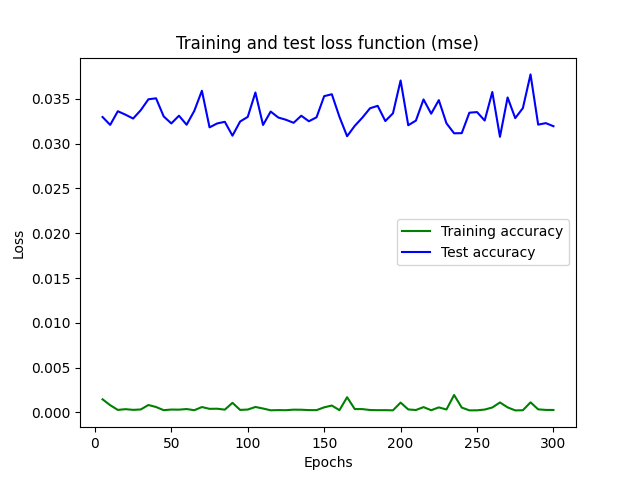 Training and test loss function (mse)
Loss
0.035
0.030
0.025
0.020
0.015
0.010
0.005
0.000
Training accuracy
Test accuracy
0 50 100 150 200 250 300
Epochs